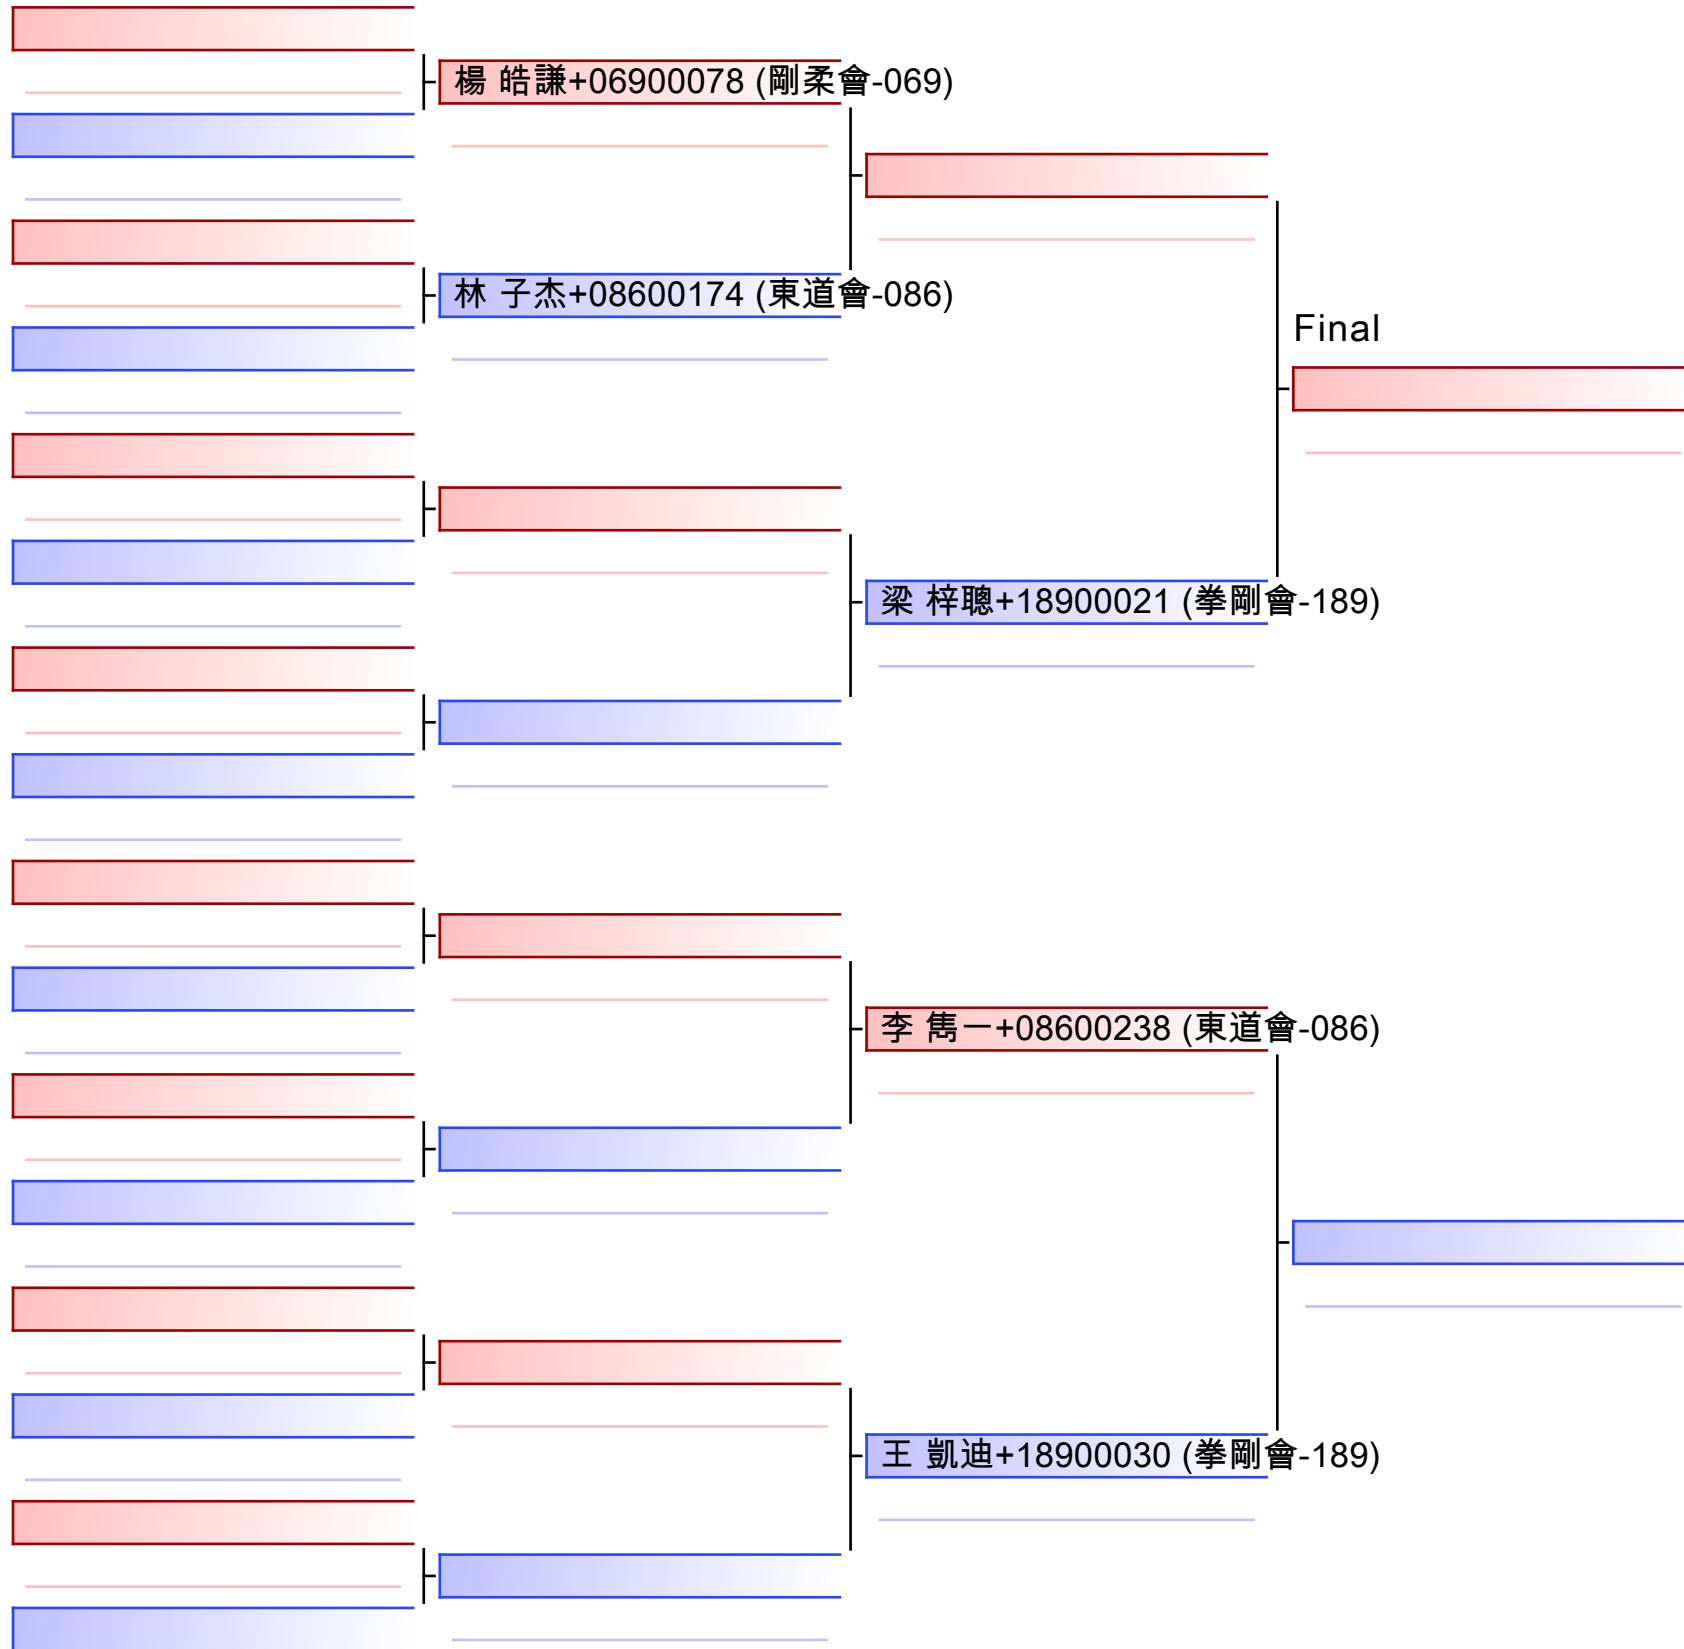 楊 皓謙+06900078 (剛柔會-069)
林 子杰+08600174 (東道會-086)
Final
梁 梓聰+18900021 (拳剛會-189)
李 雋一+08600238 (東道會-086)
王 凱迪+18900030 (拳剛會-189)